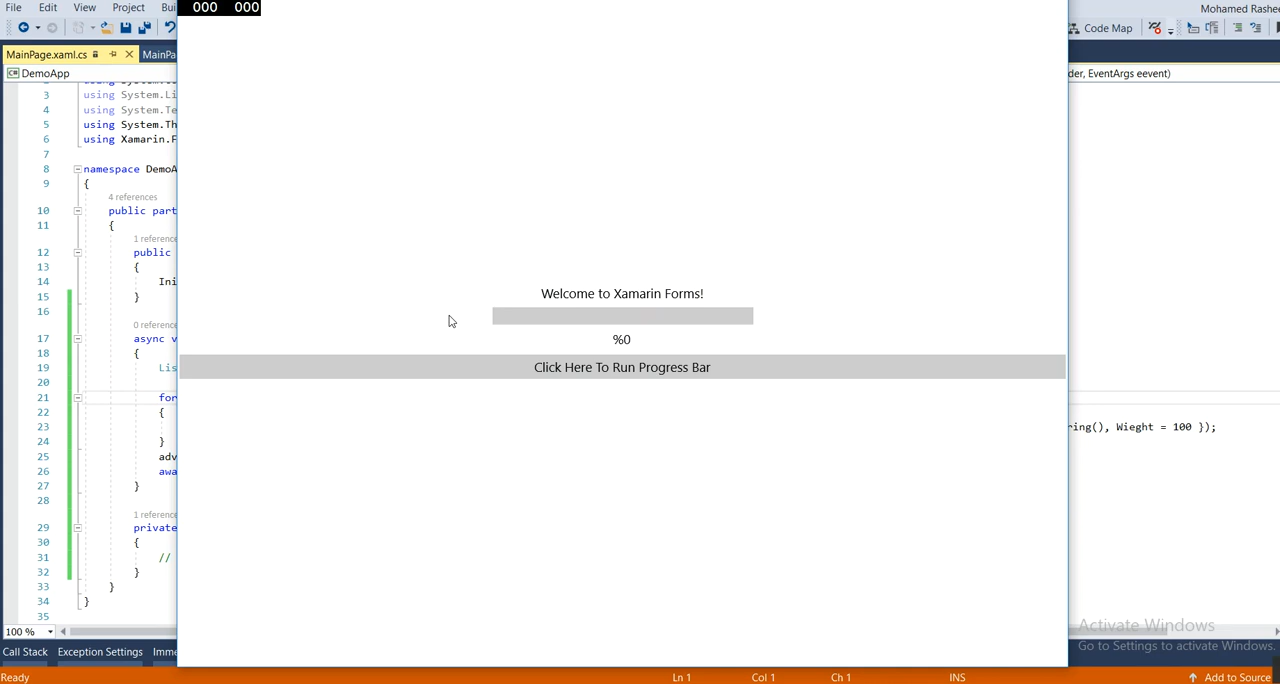 File Edit View Project Bui
000 000
Mohamed Rashe
Code Map
MainPage.xaml.cs MainPa
DemoApp
der, EventArgs eevent)
3 using System.Li
4 using System.Te
5 using System.Th
6 using Xamarin.F
7
8 namespace DemoA
9 {
4 references
10 public part
11 {
1 reference
12 public
13 {
14 Ini
15 }
16
0 reference
17 async v
18 {
19 Lis
20
21 for
22 {
23 ring(), Wieght = 100 });
24 }
25 adv
26 awa
27 }
28
1 reference
29 private
30 {
31 //
32 }
33 }
34 }
35
Welcome to Xamarin Forms!
%0
Click Here To Run Progress Bar
100 %
Activate Windows
Go to Settings to activate Windows.
Call Stack Exception Settings Imme
Ready Ln 1 Col 1 Ch 1 INS Add to Source